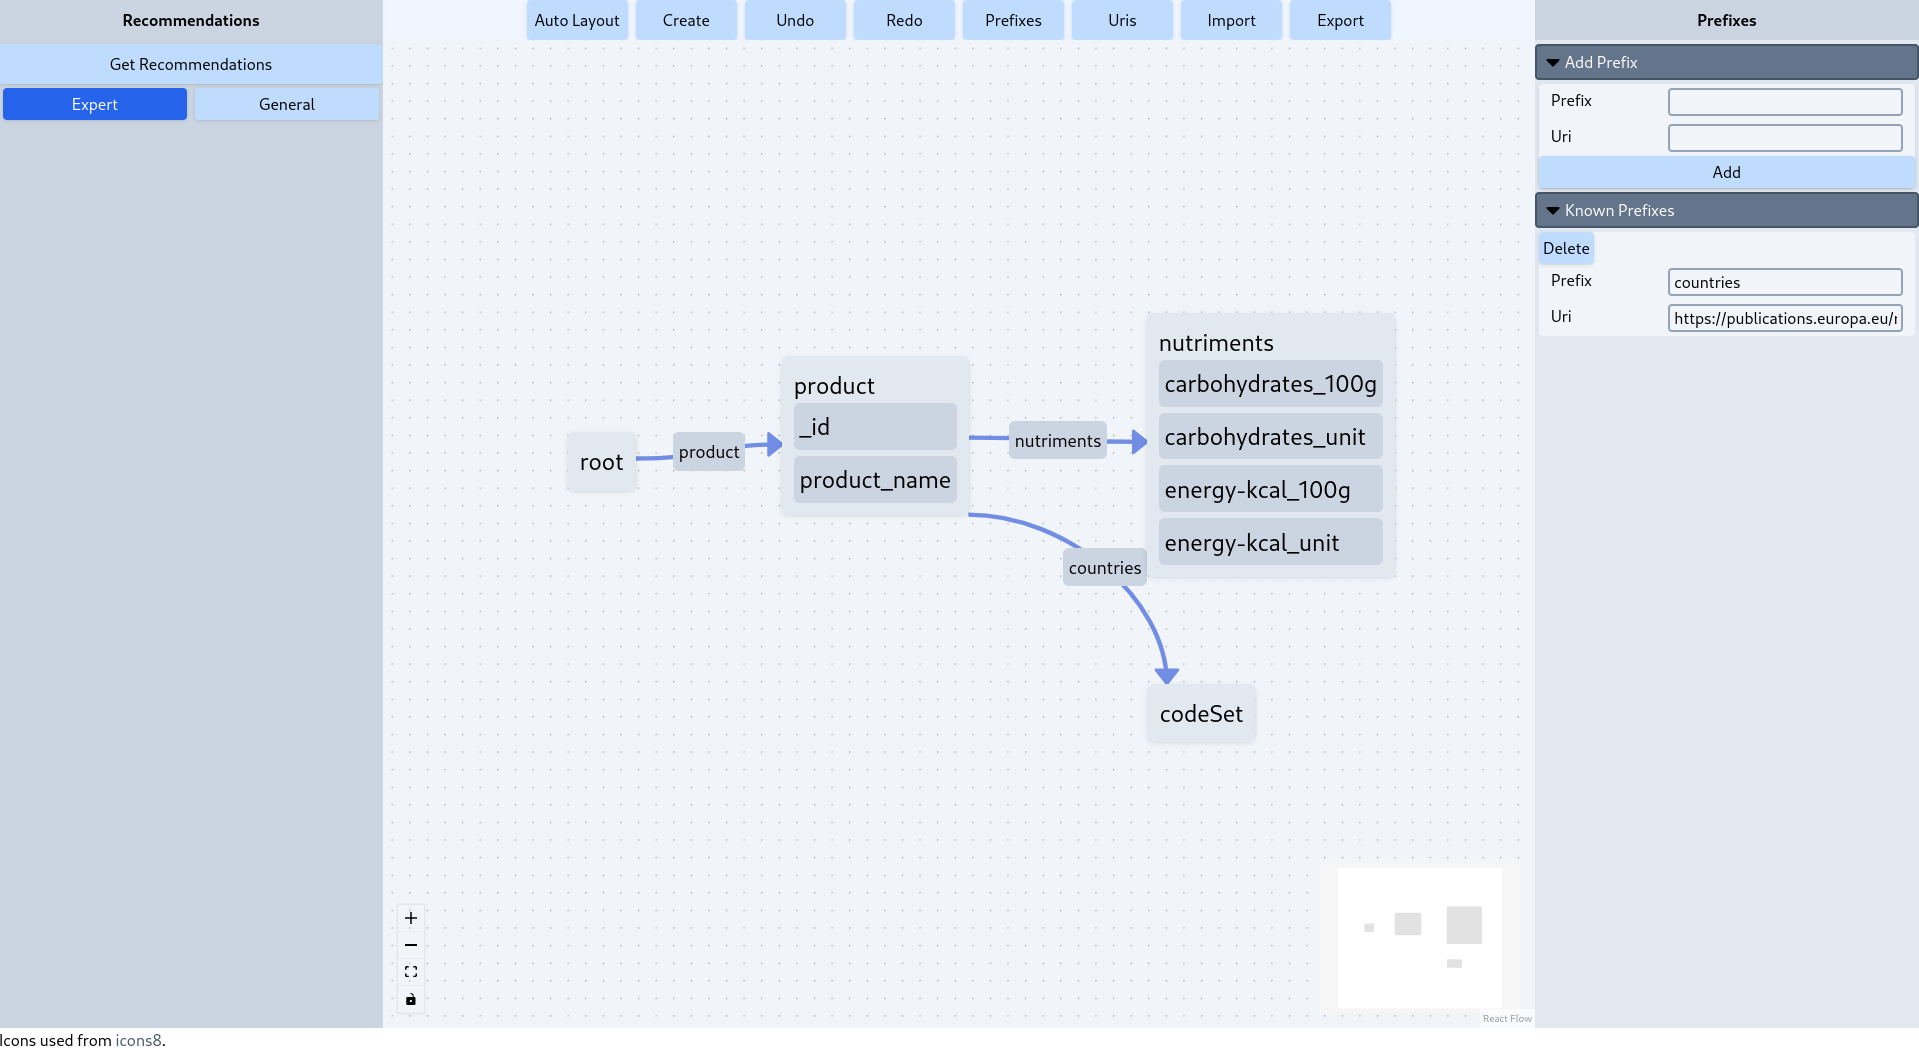 Recommendations
Get Recommendations
Expert General
Auto Layout Create Undo Redo Prefixes Uris Import Export
root
product
product
_id
product_name
nutriments
countries
nutriments
carbohydrates_100g
carbohydrates_unit
energy-kcal_100g
energy-kcal_unit
codeSet
React Flow
Prefixes
Add Prefix
Prefix
Uri
Add
Known Prefixes
Delete
Prefix countries
Uri https://publications.europa.eu/
Icons used from icons8.